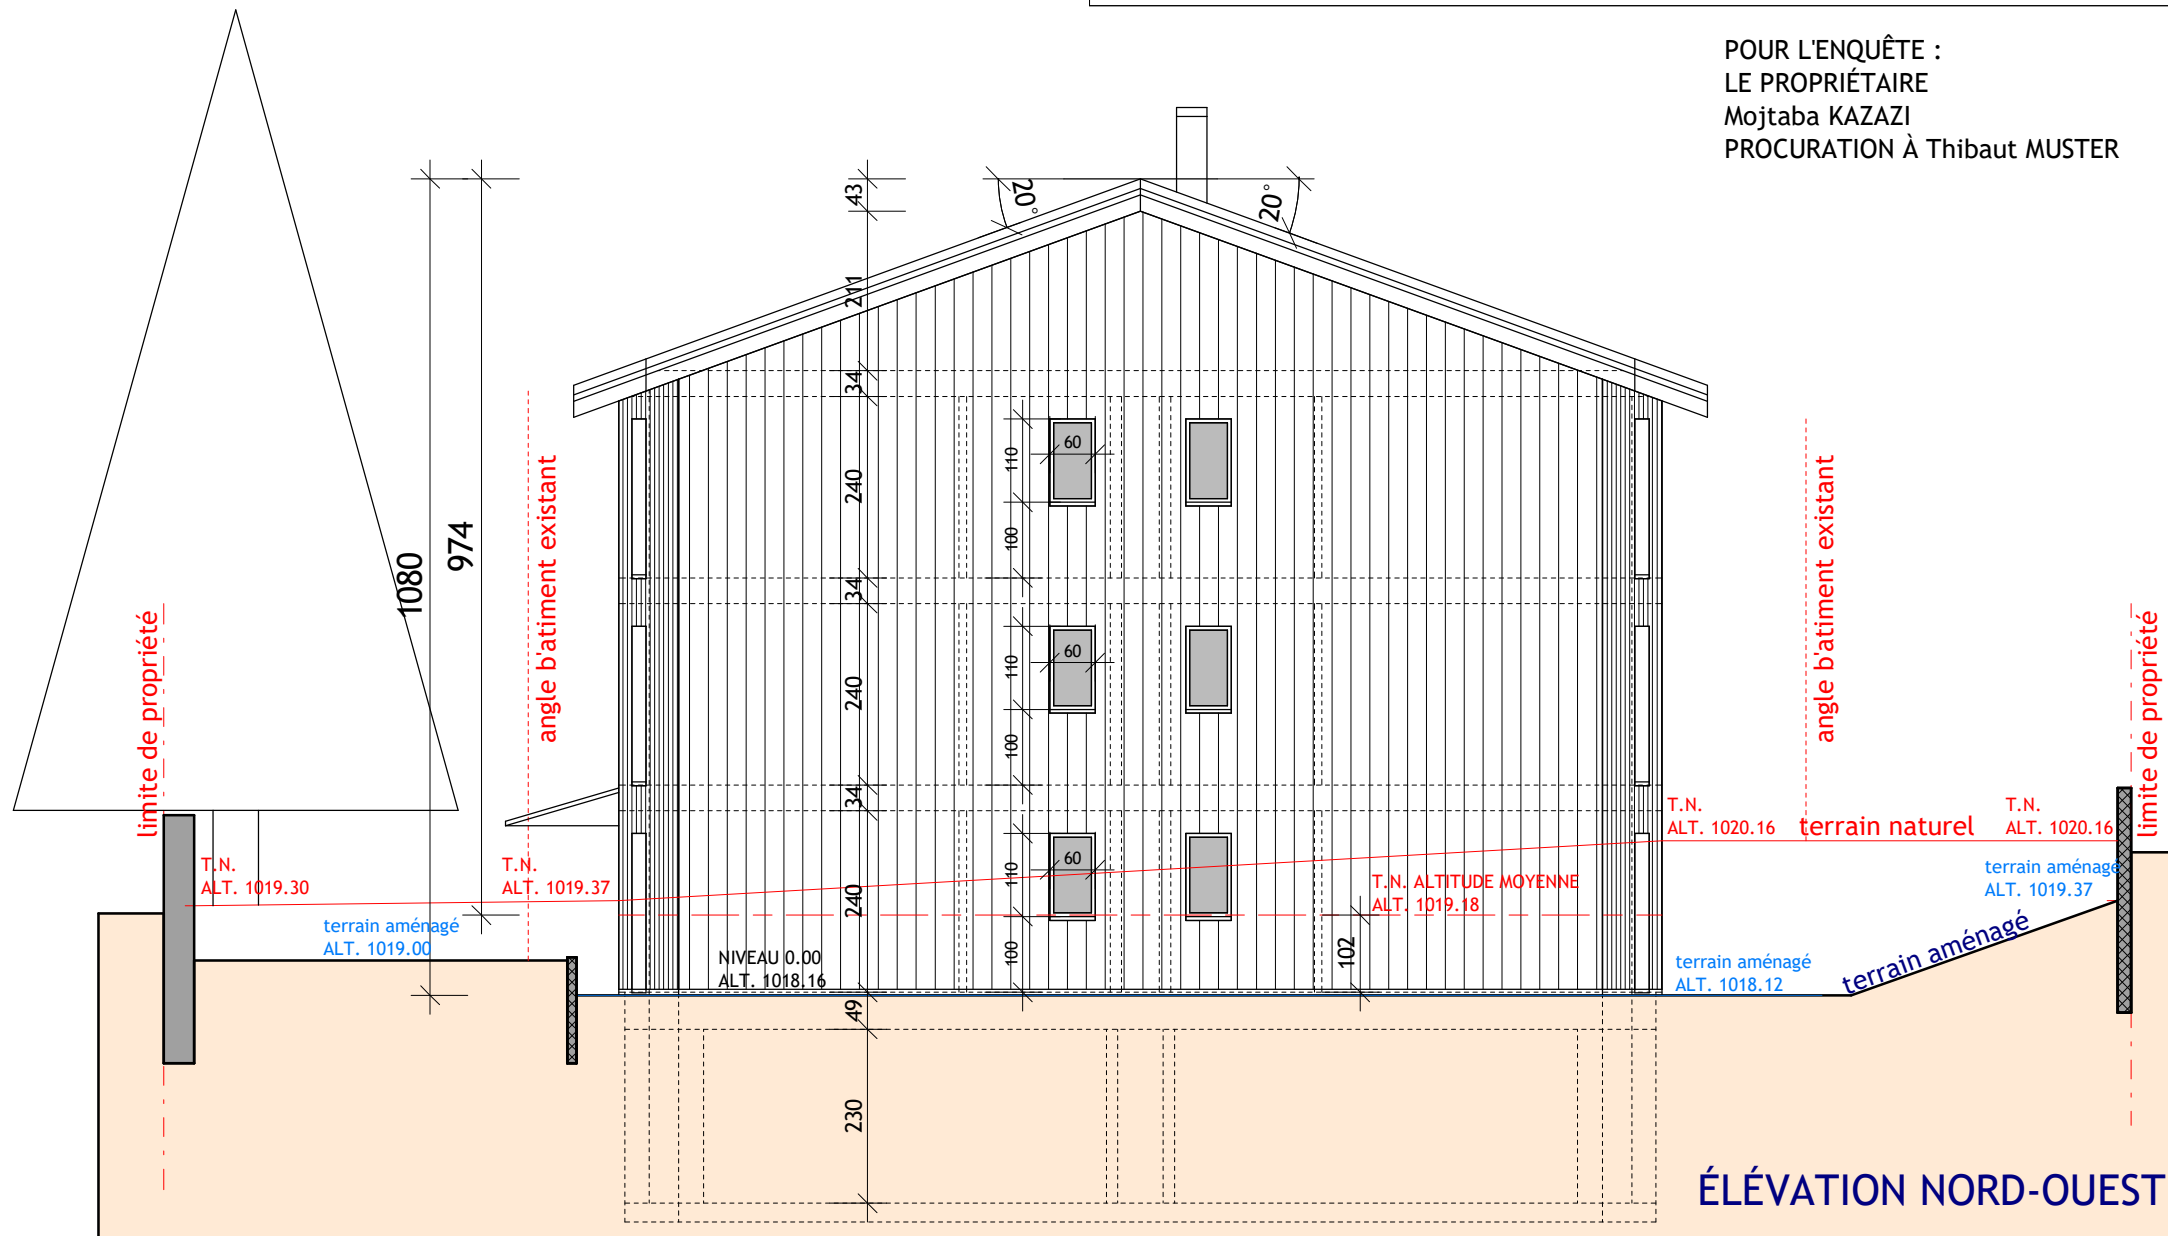 POUR L'ENQUÊTE :
LE PROPRIÉTAIRE
Mojtaba KAZAZI
PROCURATION À Thibaut MUSTER
43
20°
20°
211
34
240
34
240
34
240
49
230
1080
974
110
100
110
100
110
100
60
60
60
102
limite de propriété
angle b'atiment existant
angle b'atiment existant
limite de propriété
T.N.
ALT. 1019.30
T.N.
ALT. 1019.37
terrain aménagé
ALT. 1019.00
NIVEAU 0.00
ALT. 1018.16
T.N. ALTITUDE MOYENNE
ALT. 1019.18
T.N.
ALT. 1020.16
terrain naturel
T.N.
ALT. 1020.16
terrain aménagé
ALT. 1019.37
terrain aménagé
ALT. 1018.12
terrain aménagé
ÉLÉVATION NORD-OUEST